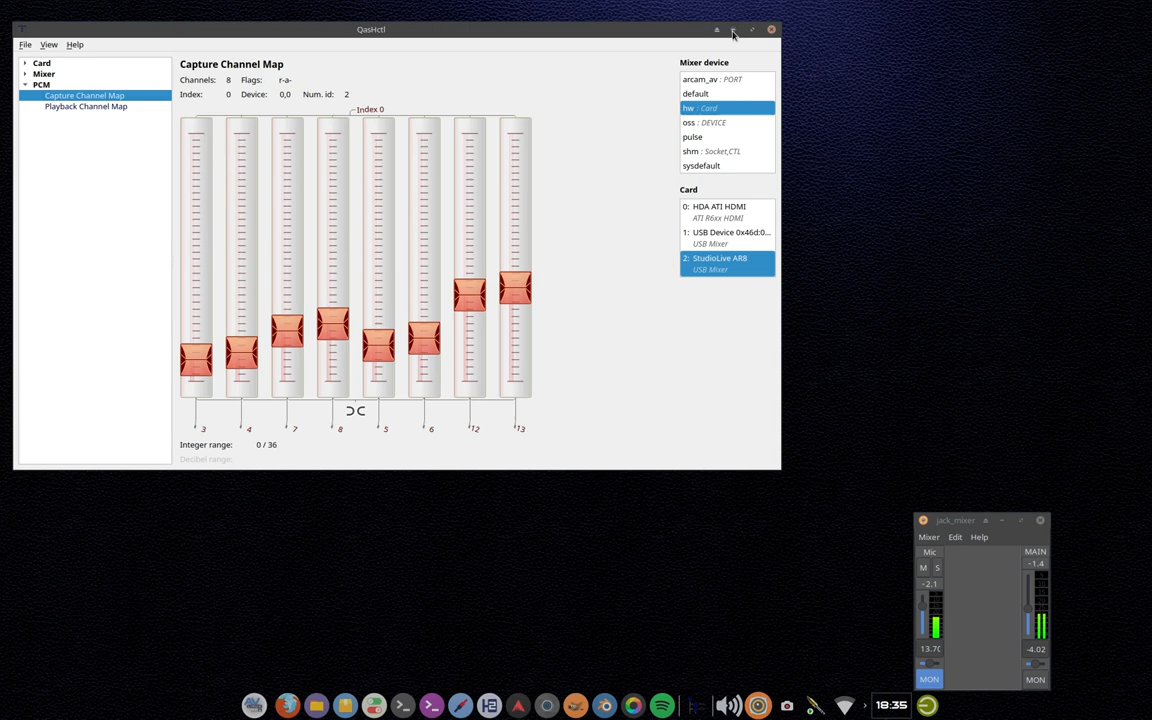 QasHctl
File View Help
Card
Mixer
PCM
Capture Channel Map
Playback Channel Map
Capture Channel Map
Channels: 8 Flags: r-a-
Index: 0 Device: 0,0 Num. id: 2
Index 0
3 4 7 8 5 6 12 13
Integer range: 0 / 36
Decibel range:
Mixer device
arcam_av : PORT
default
hw : Card
oss : DEVICE
pulse
shm : Socket,CTL
sysdefault
Card
0: HDA ATI HDMI
ATI R6xx HDMI
1: USB Device 0x46d:0...
USB Mixer
2: StudioLive AR8
USB Mixer
jack_mixer
Mixer Edit Help
Mic
M S
-2.1
13.70
MON
MAIN
-1.4
-4.02
MON
18:35